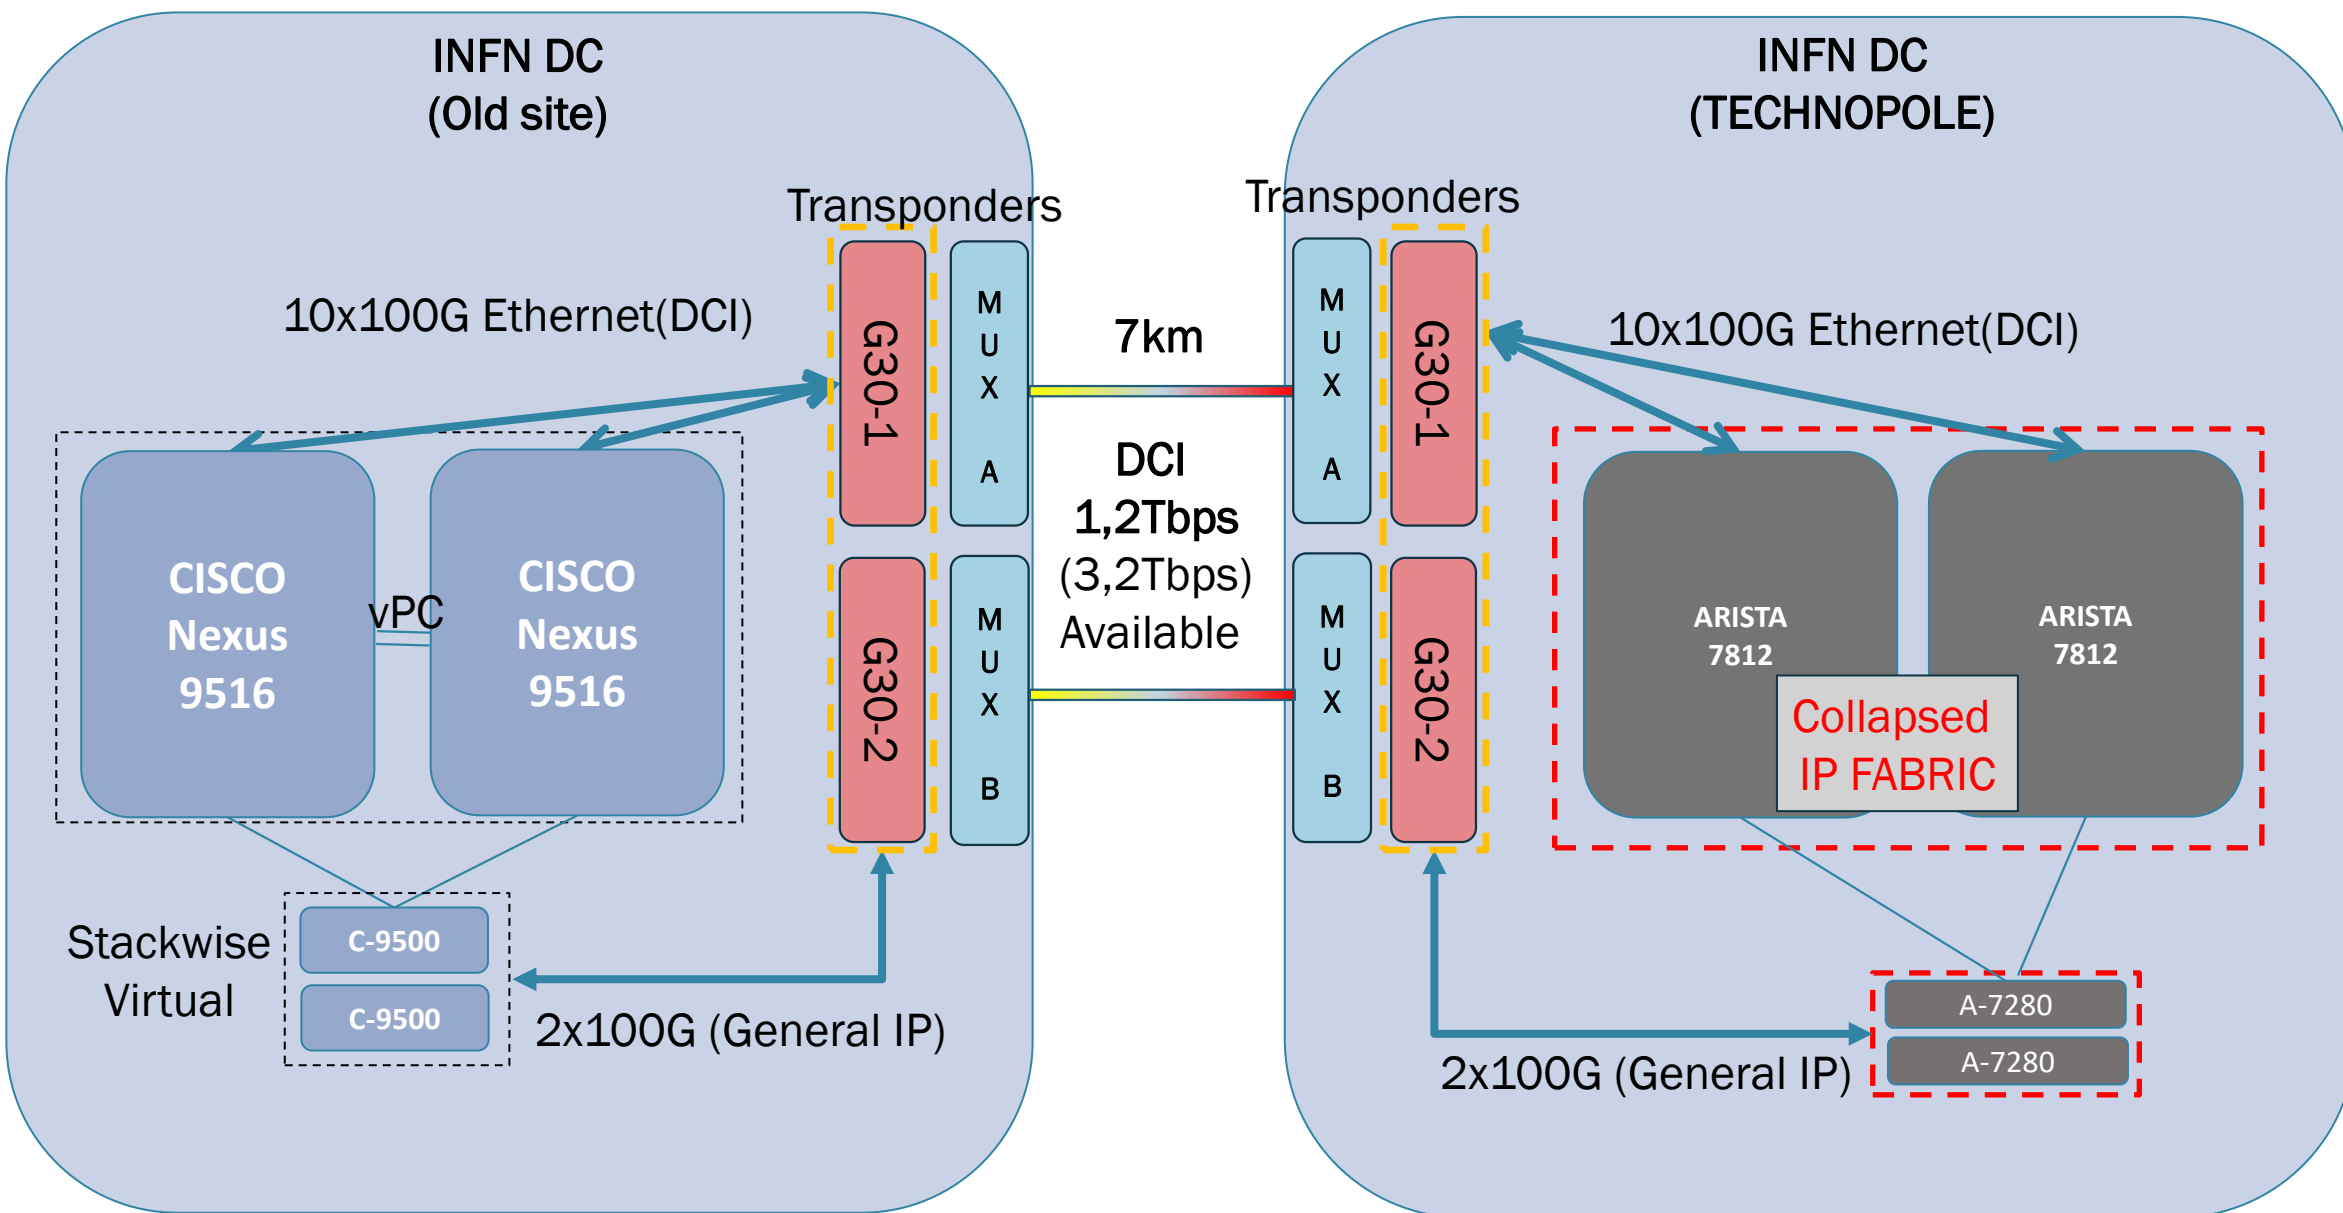 INFN DC
(Old site)
INFN DC
(TECHNOPOLE)
Transponders
Transponders
10x100G Ethernet(DCI)
G30-1
M
U
X
A
7km
M
U
X
A
G30-1
10x100G Ethernet(DCI)
DCI
1,2Tbps
(3,2Tbps)
Available
CISCO
Nexus
9516
vPC
CISCO
Nexus
9516
G30-2
M
U
X
B
M
U
X
B
G30-2
ARISTA
7812
ARISTA
7812
Collapsed
IP FABRIC
Stackwise
Virtual
C-9500
C-9500
2x100G (General IP)
2x100G (General IP)
A-7280
A-7280